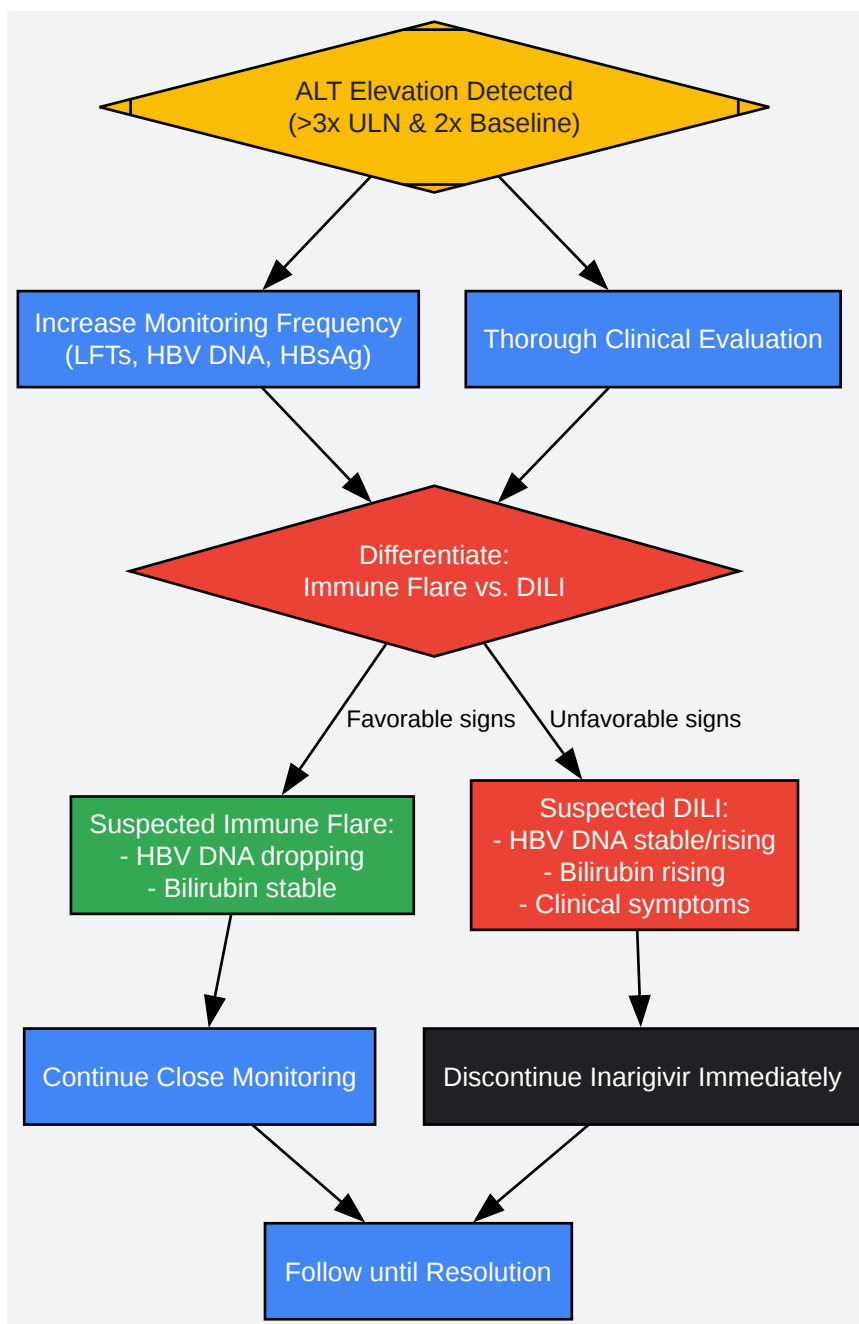 ALT Elevation Detected
(>3x ULN & 2x Baseline)
Increase Monitoring Frequency
(LFTs, HBV DNA, HBsAg)
Thorough Clinical Evaluation
Differentiate:
Immune Flare vs. DILI
Favorable signs
Unfavorable signs
Suspected Immune Flare:
- HBV DNA dropping
- Bilirubin stable
Suspected DILI:
- HBV DNA stable/rising
- Bilirubin rising
- Clinical symptoms
Continue Close Monitoring
Discontinue Inarigivir Immediately
Follow until Resolution